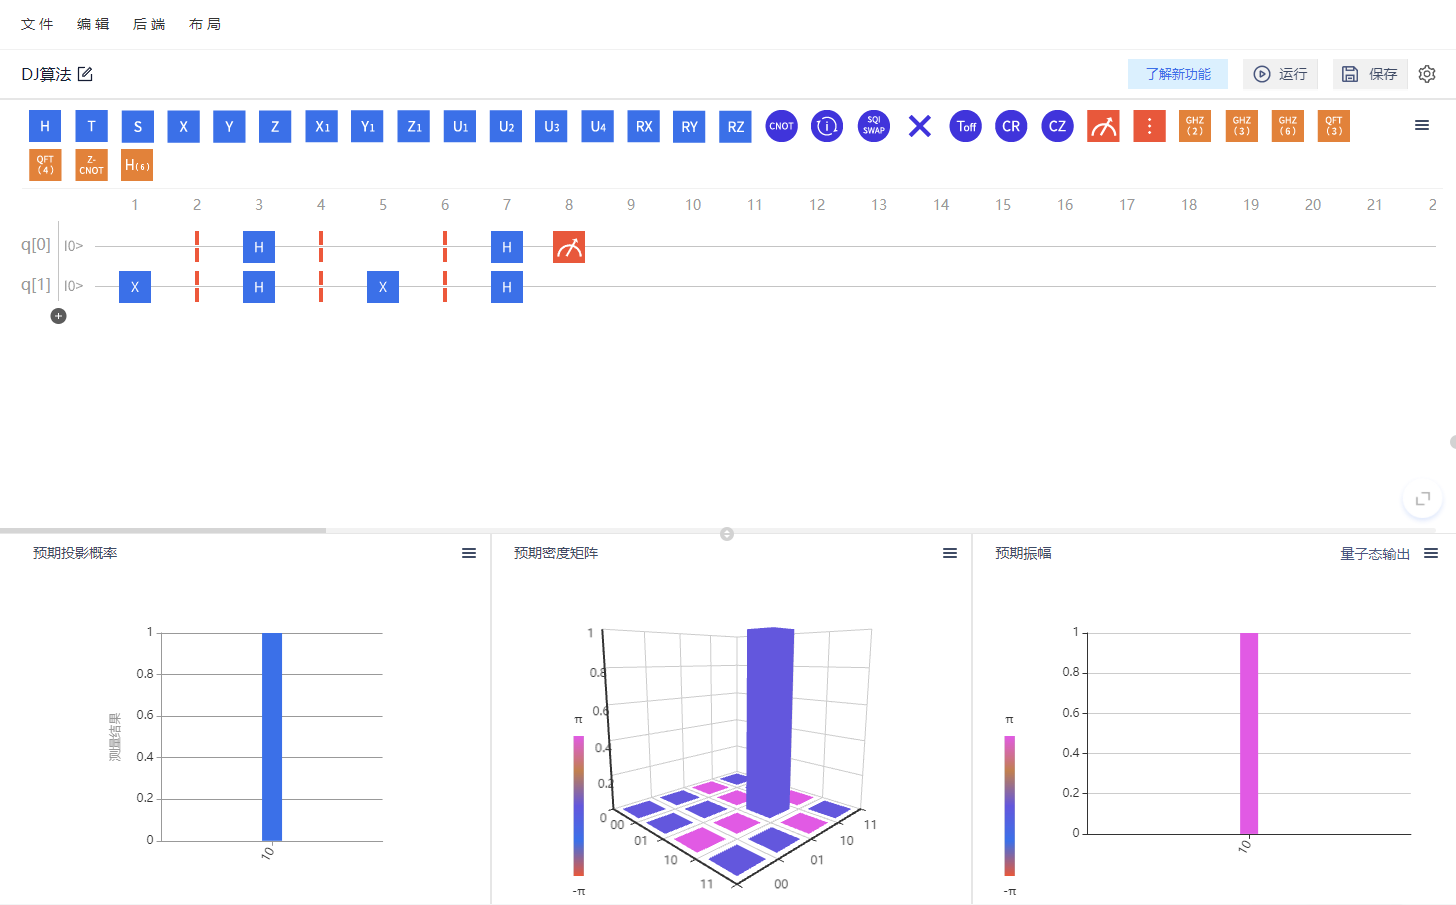 文件 编辑 后端 布局
DJ算法 了解新功能 运行 保存
H T S X Y Z X1 Y1 Z1 U1 U2 U3 U4 RX RY RZ CNOT i SQI SWAP Toff CR CZ GHZ (2) GHZ (3) GHZ (6) QFT (3)
QFT (4) Z-CNOT H(6)
1 2 3 4 5 6 7 8 9 10 11 12 13 14 15 16 17 18 19 20 21 2
q[0] |0> H H
q[1] |0> X H X H
预期投影概率 预期密度矩阵 预期振幅 量子态输出
测量结果
1
0.8
0.6
0.4
0.2
0
10
π
-π
1
0.8
0.6
0.4
0.2
0
00
01
10
11
00
01
10
11
π
-π
1
0.8
0.6
0.4
0.2
0
10